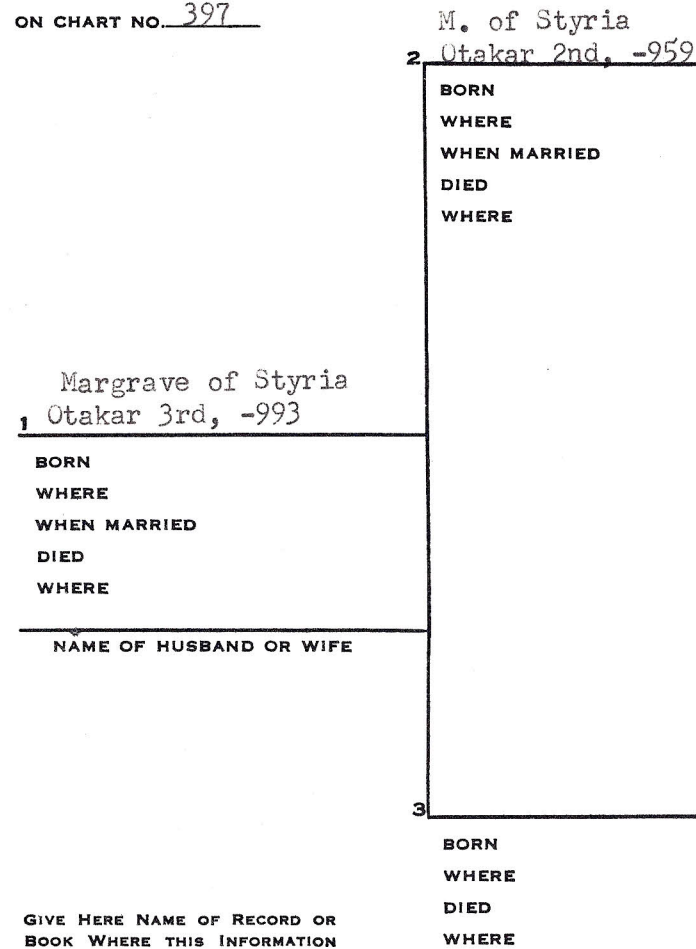 ON CHART NO. 397
M. of Styria
2 Otakar 2nd, -959
BORN
WHERE
WHEN MARRIED
DIED
WHERE
Margrave of Styria
1 Otakar 3rd, -993
BORN
WHERE
WHEN MARRIED
DIED
WHERE
NAME OF HUSBAND OR WIFE
3
BORN
WHERE
DIED
WHERE
GIVE HERE NAME OF RECORD OR
BOOK WHERE THIS INFORMATION